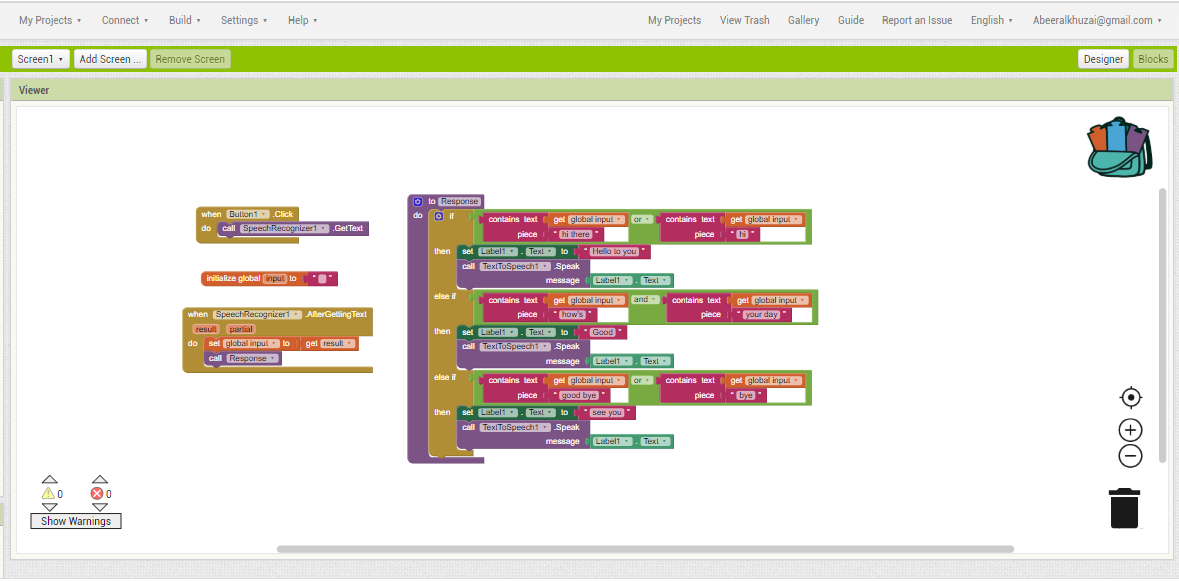 My Projects Connect Build Settings Help My Projects View Trash Gallery Guide Report an Issue English Abeeralkhuzai@gmail.com
Screen1 Add Screen ... Remove Screen Designer Blocks
Viewer
when Button1 .Click
do call SpeechRecognizer1 .GetText
initialize global input to " "
when SpeechRecognizer1 .AfterGettingText
result partial
do set global input to get result
call Response
to Response
do if contains text get global input or contains text get global input
piece " hi there " piece " hi "
then set Label1 . Text to " Hello to you "
call TextToSpeech1 .Speak
message Label1 . Text
else if contains text get global input and contains text get global input
piece " how's " piece " your day "
then set Label1 . Text to " Good "
call TextToSpeech1 .Speak
message Label1 . Text
else if contains text get global input or contains text get global input
piece " good bye " piece " bye "
then set Label1 . Text to " see you "
call TextToSpeech1 .Speak
message Label1 . Text
0 0
Show Warnings